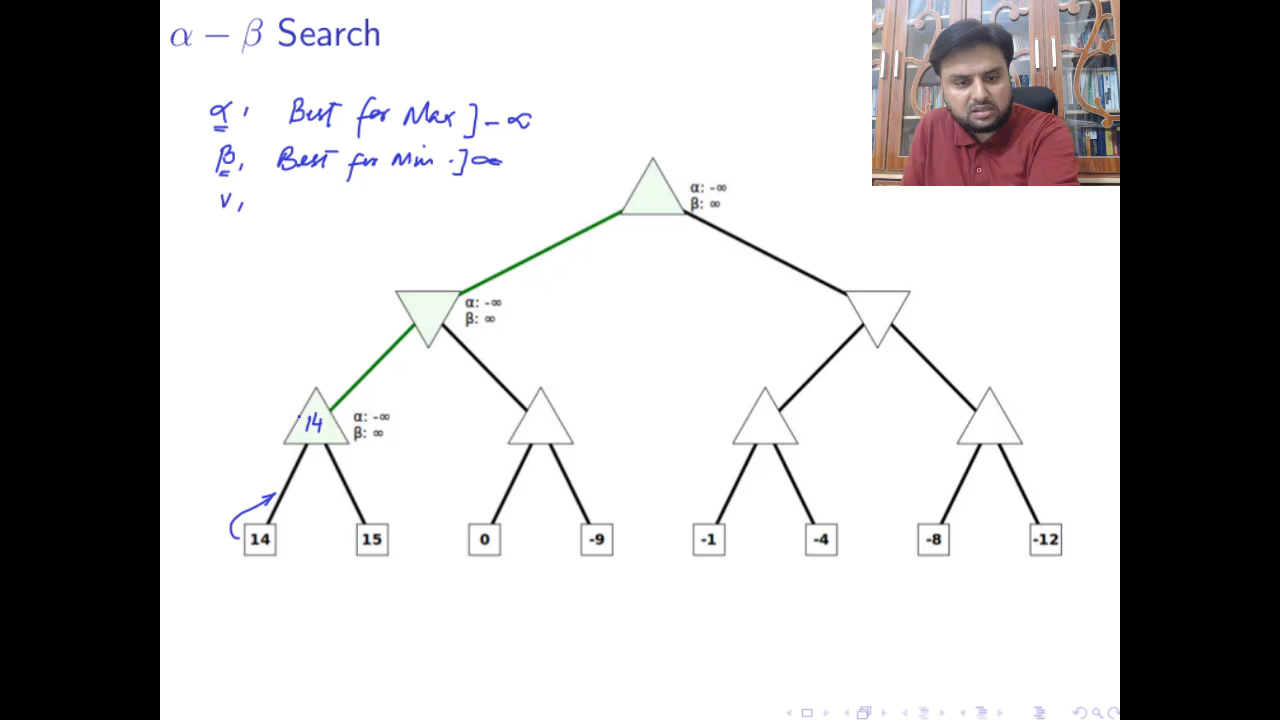 α − β Search
α, Best for Max ] - ∞
β, Best for Min . ] ∞
v,
α: -∞
β: ∞
α: -∞
β: ∞
14
α: -∞
β: ∞
14 15 0 -9 -1 -4 -8 -12